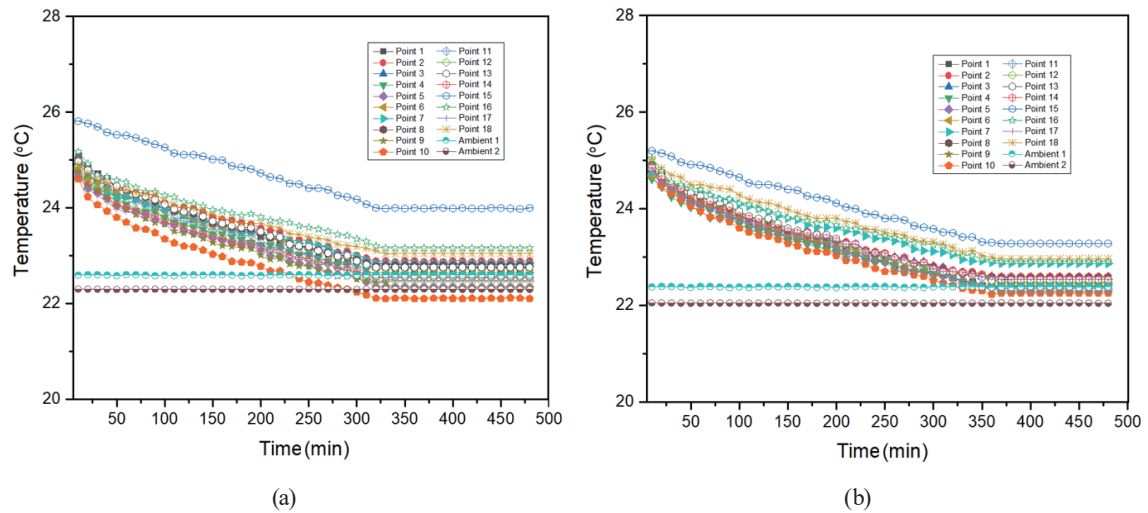 28
26
24
22
20
Temperature (°C)
Point 1 Point 11
Point 2 Point 12
Point 3 Point 13
Point 4 Point 14
Point 5 Point 15
Point 6 Point 16
Point 7 Point 17
Point 8 Point 18
Point 9 Ambient 1
Point 10 Ambient 2
50 100 150 200 250 300 350 400 450 500
Time (min)
(a)
28
26
24
22
20
Temperature (°C)
Point 1 Point 11
Point 2 Point 12
Point 3 Point 13
Point 4 Point 14
Point 5 Point 15
Point 6 Point 16
Point 7 Point 17
Point 8 Point 18
Point 9 Ambient 1
Point 10 Ambient 2
50 100 150 200 250 300 350 400 450 500
Time (min)
(b)